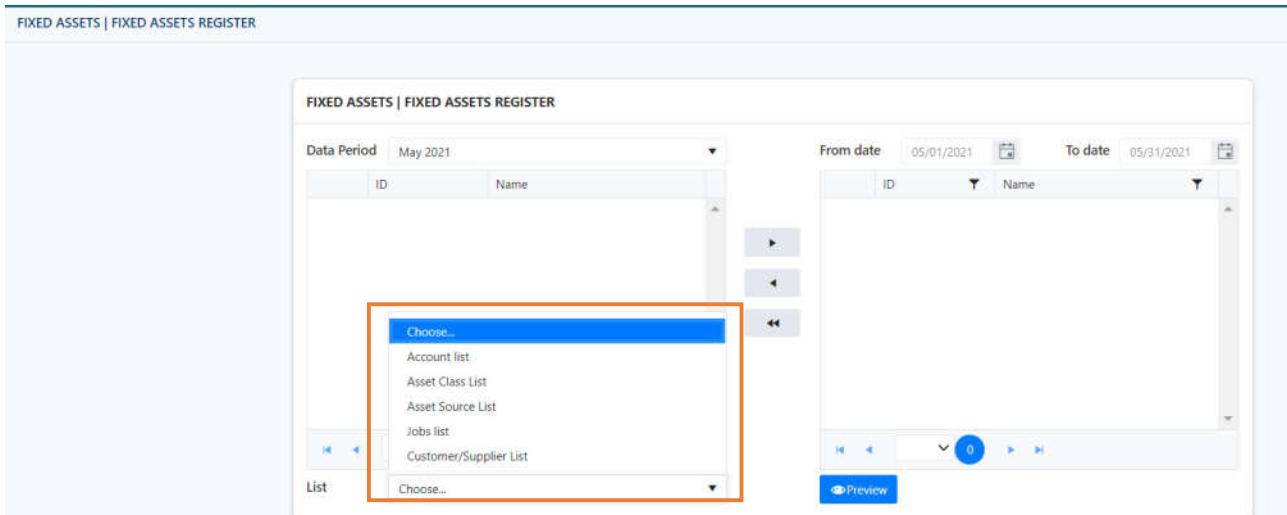 FIXED ASSETS | FIXED ASSETS REGISTER
FIXED ASSETS | FIXED ASSETS REGISTER
Data Period May 2021 From date 05/01/2021 To date 05/31/2021
ID Name ID Name
Choose...
Account list
Asset Class List
Asset Source List
Jobs list
Customer/Supplier List
0
List Choose... Preview